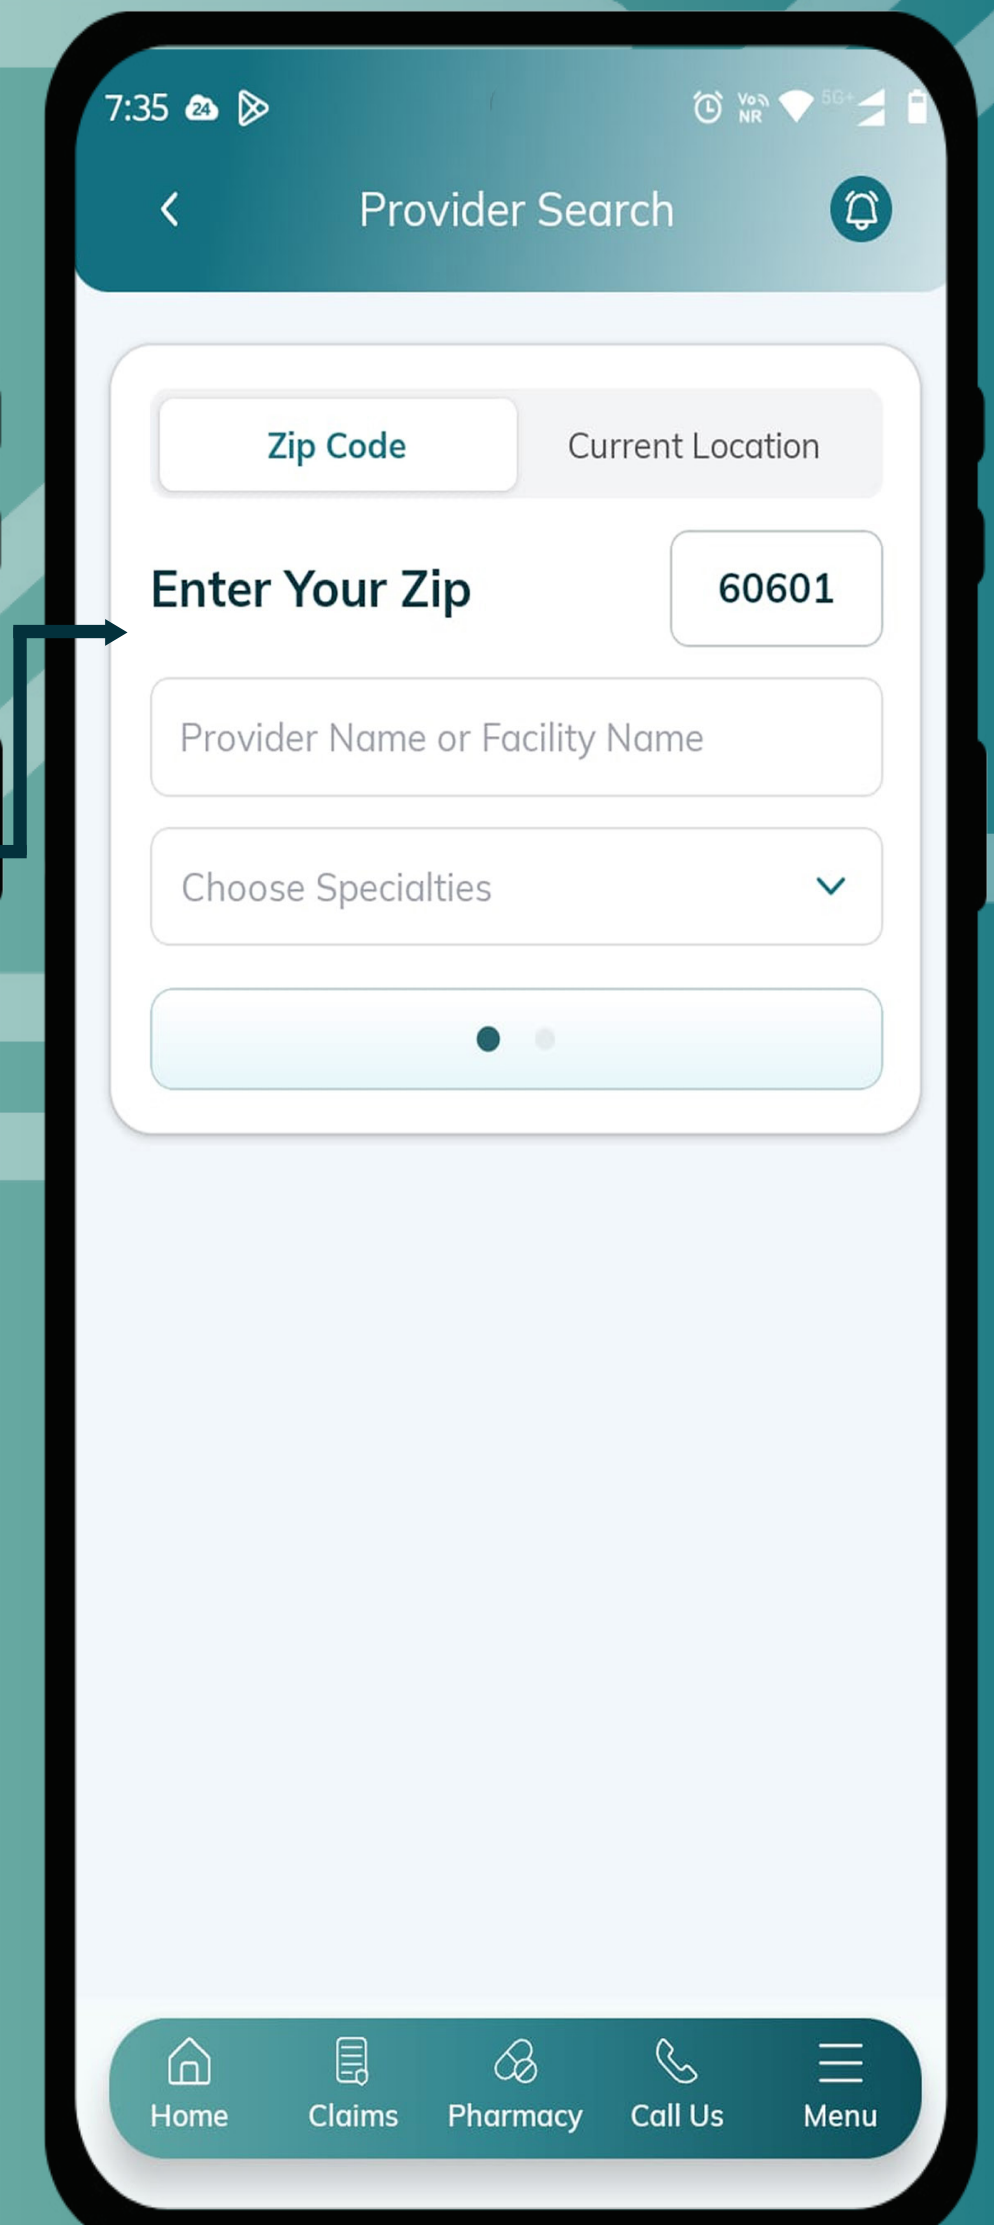 7:35 24 Vo NR 5G+
Provider Search
Zip Code Current Location
Enter Your Zip 60601
Provider Name or Facility Name
Choose Specialties
Home Claims Pharmacy Call Us Menu